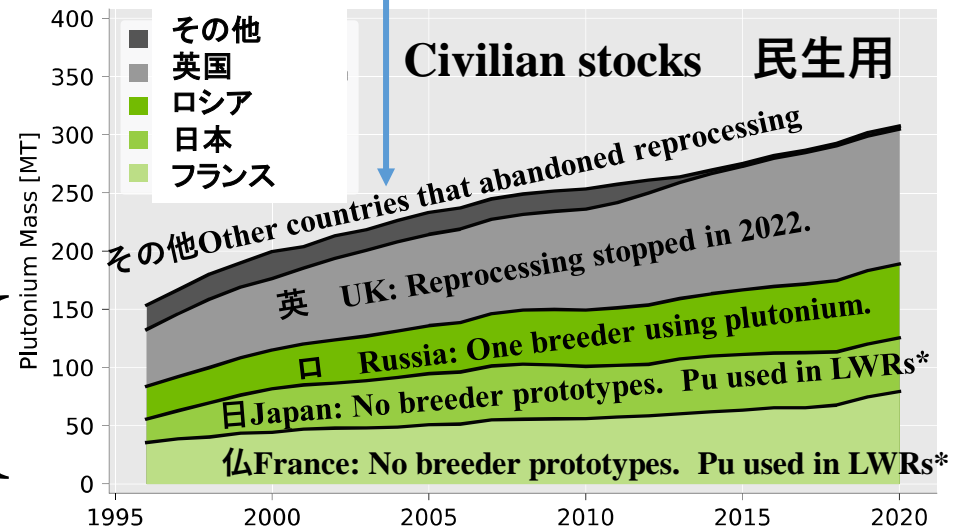 その他
英国
ロシア
日本
フランス
Civilian stocks 民生用
その他Other countries that abandoned reprocessing
英 UK: Reprocessing stopped in 2022.
ロ Russia: One breeder using plutonium.
日Japan: No breeder prototypes. Pu used in LWRs*
仏France: No breeder prototypes. Pu used in LWRs*
Plutonium Mass [MT]
400
350
300
250
200
150
100
50
0
1995 2000 2005 2010 2015 2020